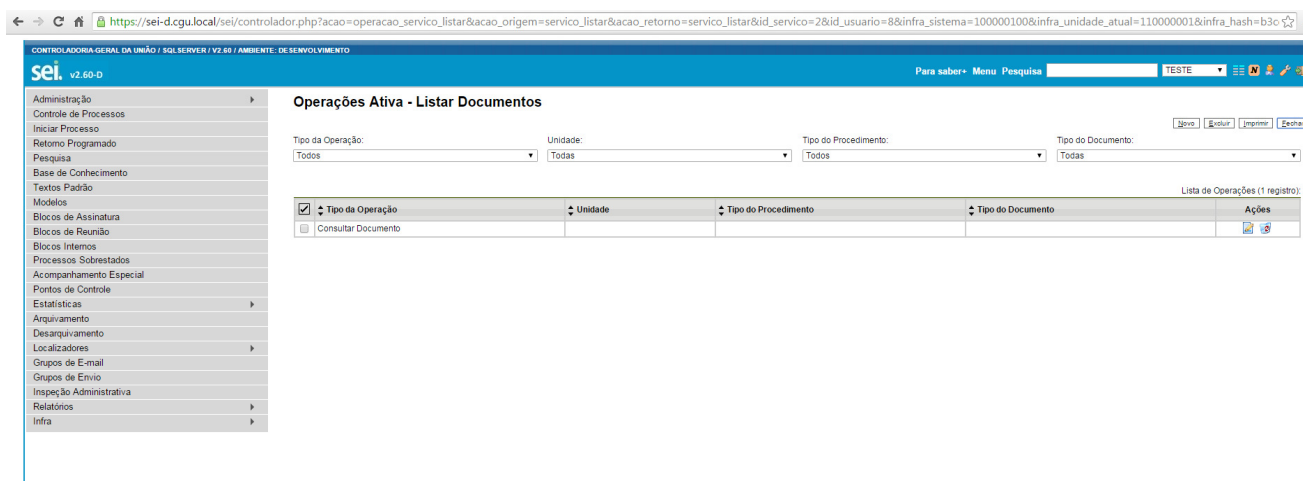 https://sei-d.cgu.local/sei/controlador.php?acao=operacao_servico_listar&acao_origem=servico_listar&acao_retorno=servico_listar&id_servico=2&id_usuario=8&infra_sistema=100000100&infra_unidade_atual=110000001&infra_hash=b3c
CONTROLADORIA-GERAL DA UNIÃO / SQLSERVER / V2.60 / AMBIENTE: DESENVOLVIMENTO
sei. v2.60-D
Para saber+ Menu Pesquisa TESTE
Administração
Controle de Processos
Iniciar Processo
Retorno Programado
Pesquisa
Base de Conhecimento
Textos Padrão
Modelos
Blocos de Assinatura
Blocos de Reunião
Blocos Internos
Processos Sobrestados
Acompanhamento Especial
Pontos de Controle
Estatísticas
Arquivamento
Desarquivamento
Localizadores
Grupos de E-mail
Grupos de Envio
Inspeção Administrativa
Relatórios
Infra
Operações Ativa - Listar Documentos
Novo Excluir Imprimir Fecha
Tipo da Operação: Unidade: Tipo do Procedimento: Tipo do Documento:
Todos Todas Todos Todas
Lista de Operações (1 registro):
Tipo da Operação Unidade Tipo do Procedimento Tipo do Documento Ações
Consultar Documento